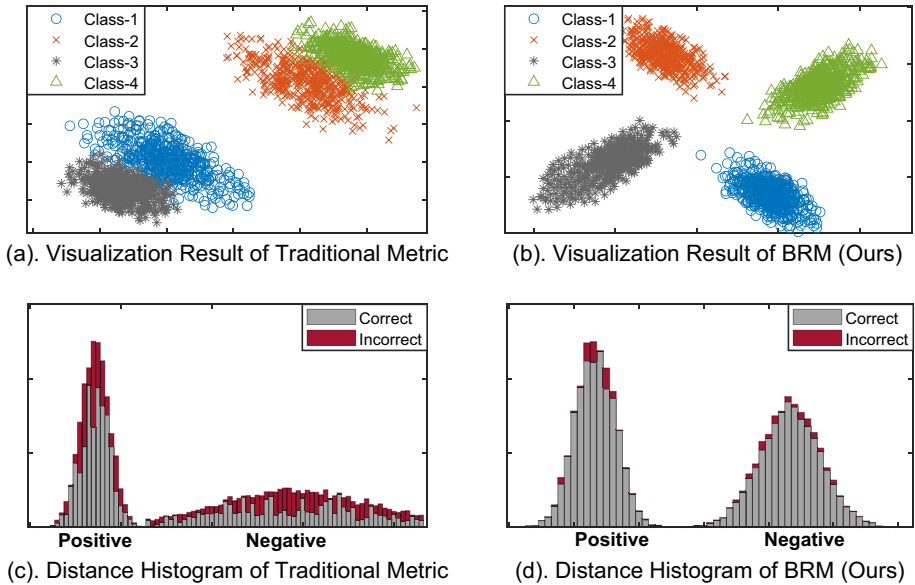 Class-1
Class-2
Class-3
Class-4
Class-1
Class-2
Class-3
Class-4
(a). Visualization Result of Traditional Metric
(b). Visualization Result of BRM (Ours)
Correct
Incorrect
Correct
Incorrect
Positive
Negative
Positive
Negative
(c). Distance Histogram of Traditional Metric
(d). Distance Histogram of BRM (Ours)